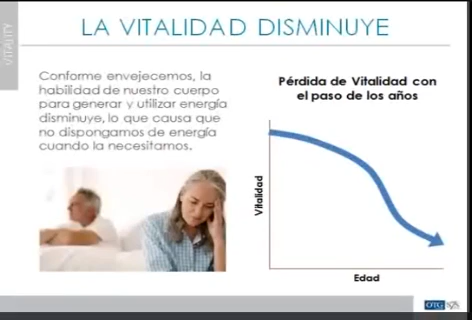 VITALITY
LA VITALIDAD DISMINUYE
Conforme envejecemos, la
habilidad de nuestro cuerpo
para generar y utilizar energía
disminuye, lo que causa que
no dispongamos de energía
cuando la necesitamos.
Pérdida de Vitalidad con
el paso de los años
Vitalidad
Edad
OTG